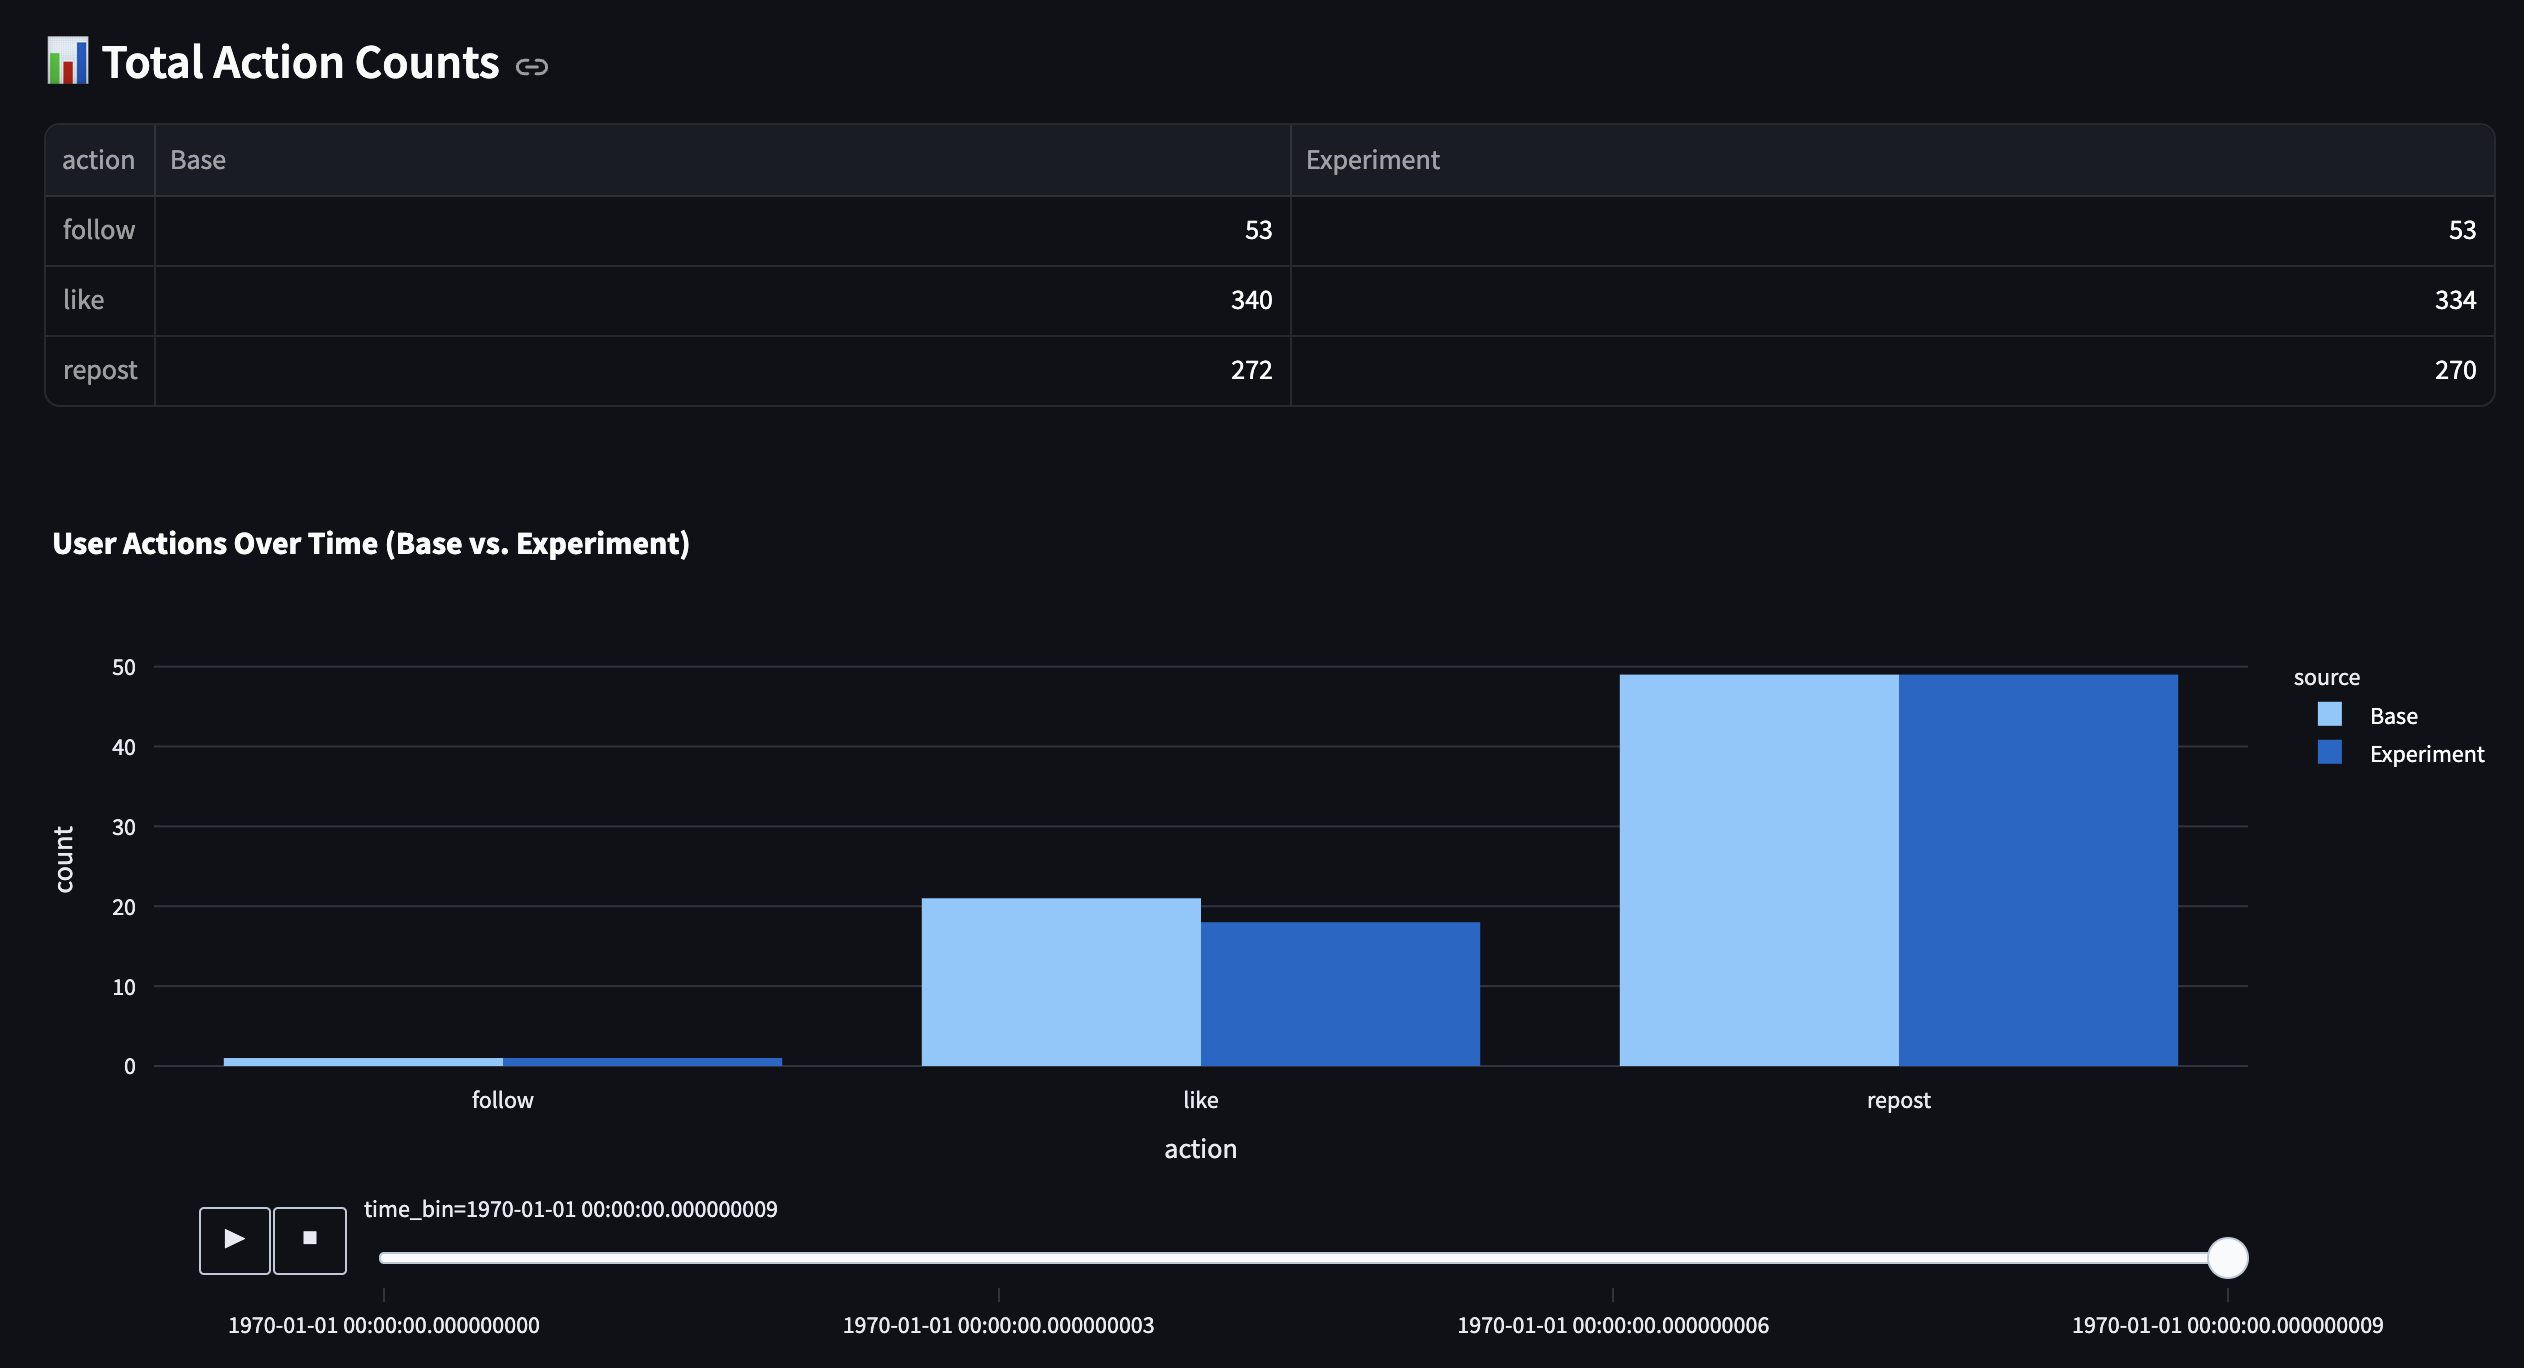 Total Action Counts
action Base Experiment
follow 53 53
like 340 334
repost 272 270
User Actions Over Time (Base vs. Experiment)
50
40
30
20
10
0
count
follow like repost
action
source
Base
Experiment
time_bin=1970-01-01 00:00:00.000000009
1970-01-01 00:00:00.000000000 1970-01-01 00:00:00.000000003 1970-01-01 00:00:00.000000006 1970-01-01 00:00:00.000000009